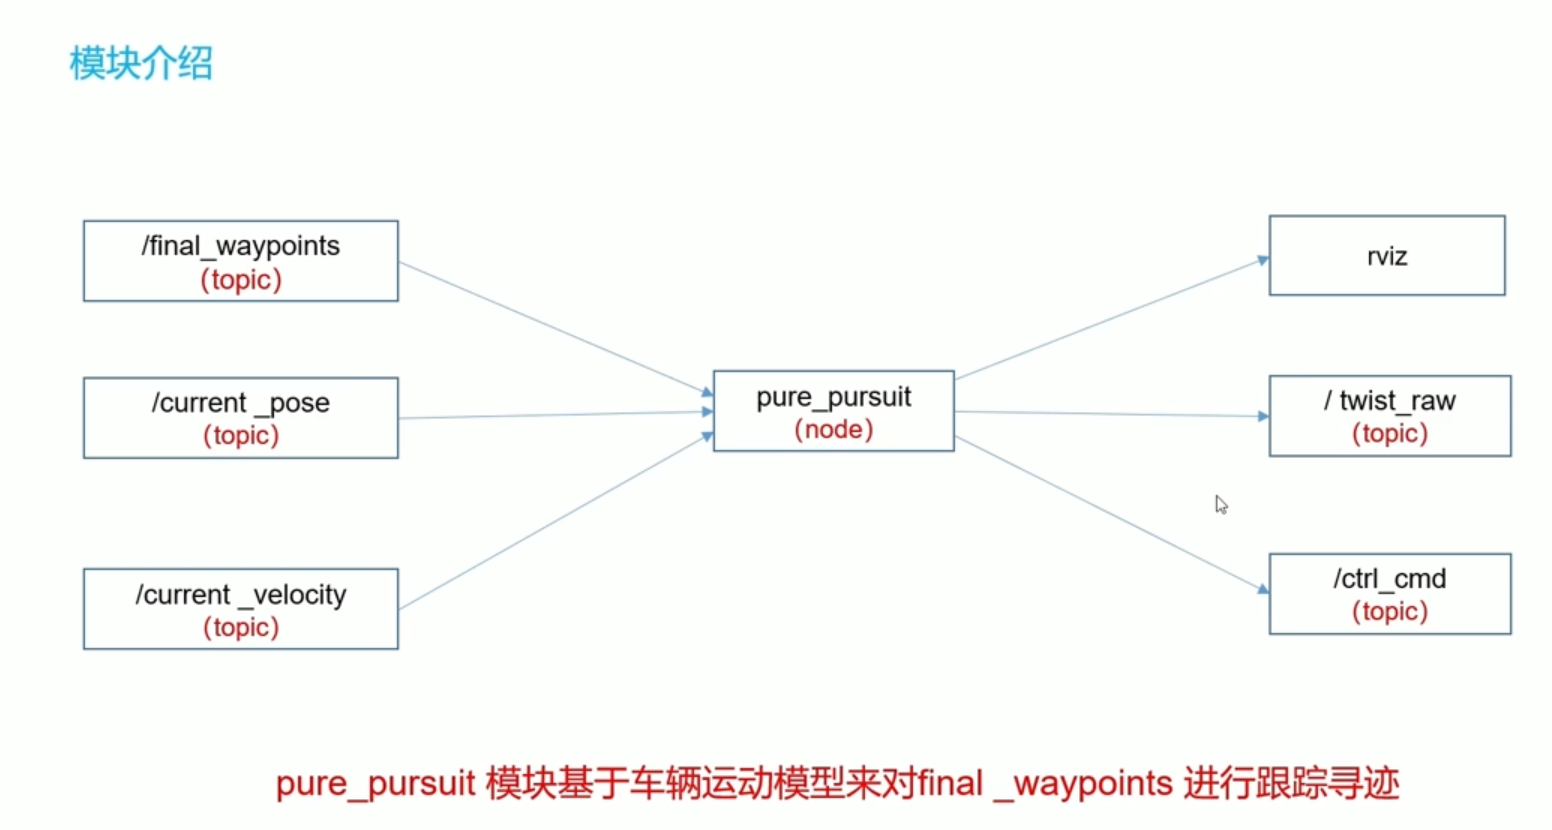 模块介绍
/final_waypoints
(topic)
/current _pose
(topic)
/current _velocity
(topic)
pure_pursuit
(node)
rviz
/ twist_raw
(topic)
/ctrl_cmd
(topic)
pure_pursuit 模块基于车辆运动模型来对final _waypoints 进行跟踪寻迹